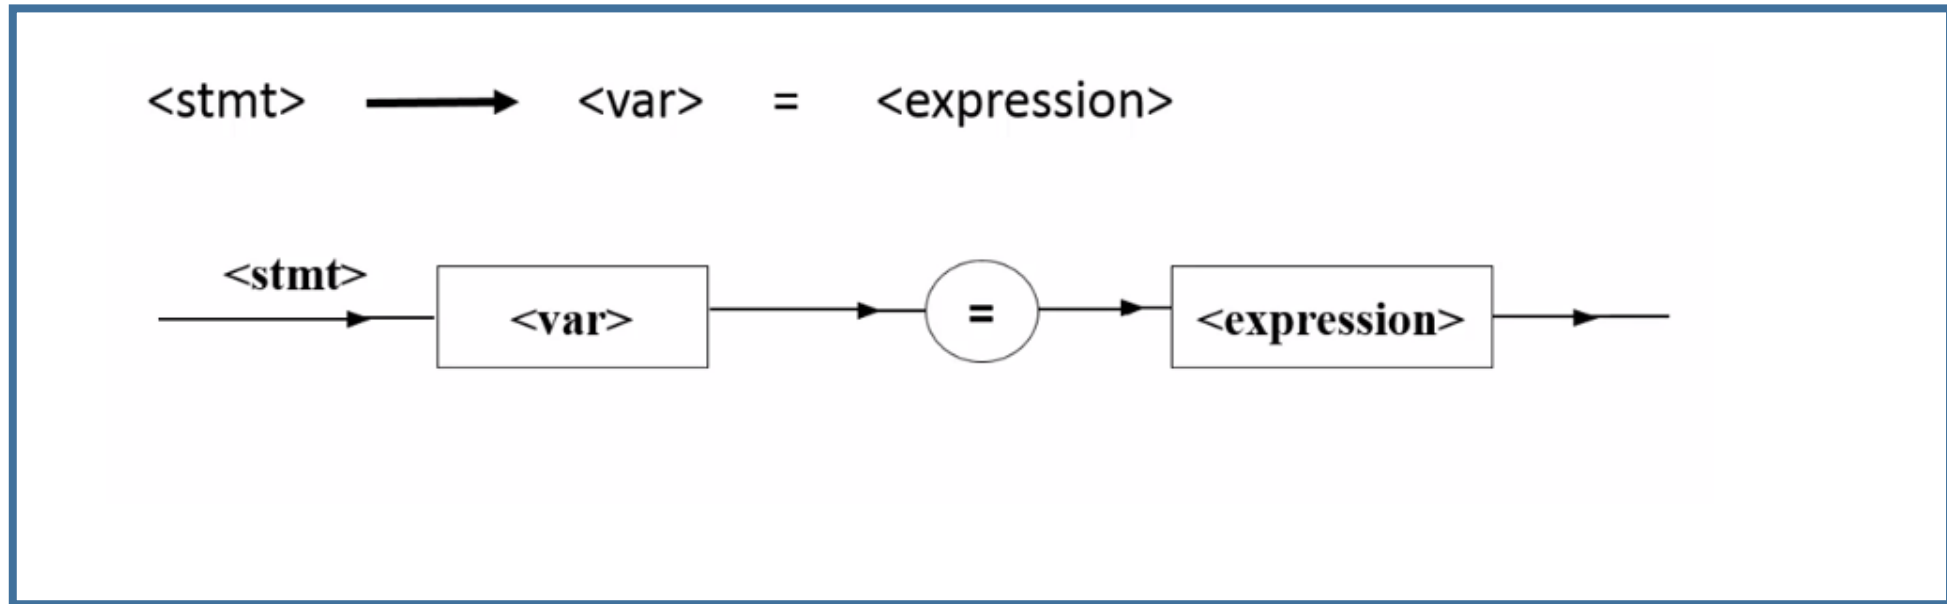 <stmt> <var> = <expression>
<stmt>
<var> = <expression>